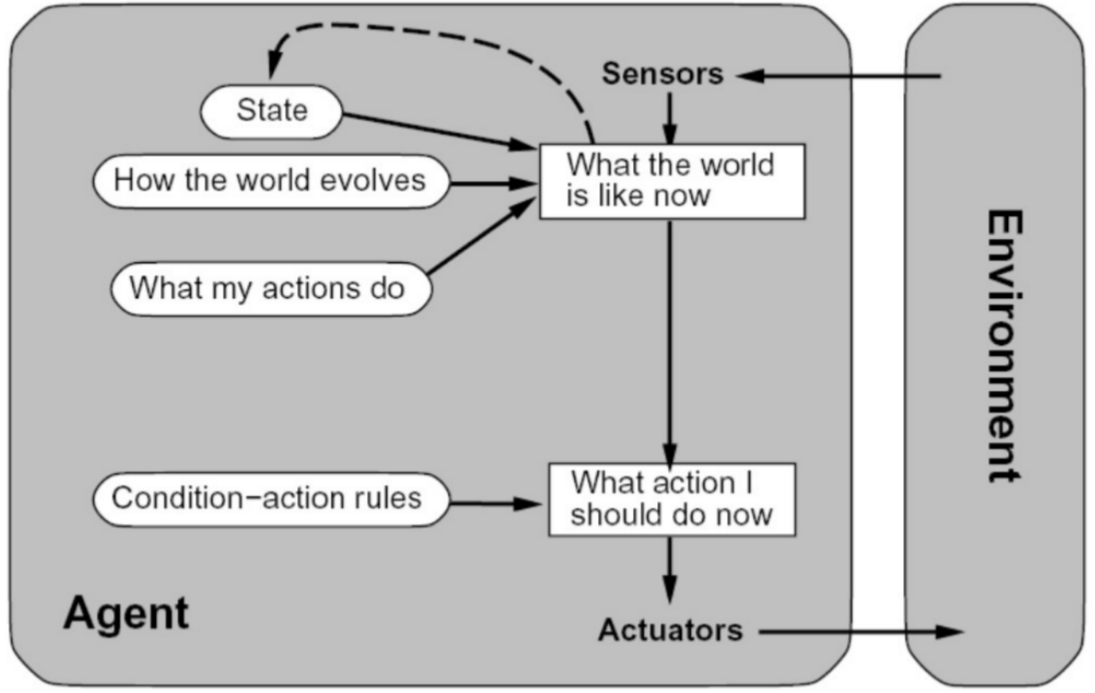 Sensors
State
What the world
is like now
How the world evolves
What my actions do
Environment
Condition−action rules
What action I
should do now
Agent
Actuators